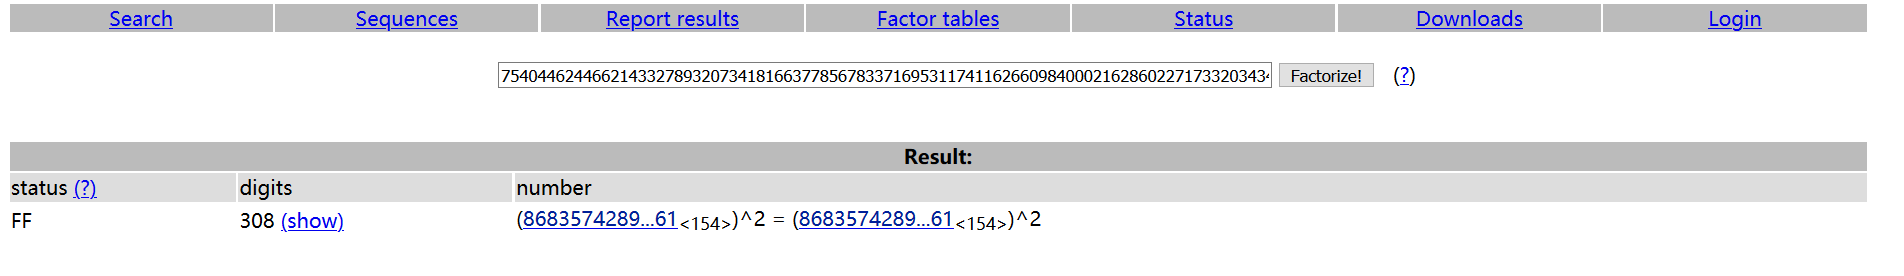 Search Sequences Report results Factor tables Status Downloads Login
7540446244662143327893207341816637785678337169531174116266098400021628602271733203434 Factorize! (?)
Result:
status (?) digits number
FF 308 (show) (8683574289...61<154>)^2 = (8683574289...61<154>)^2